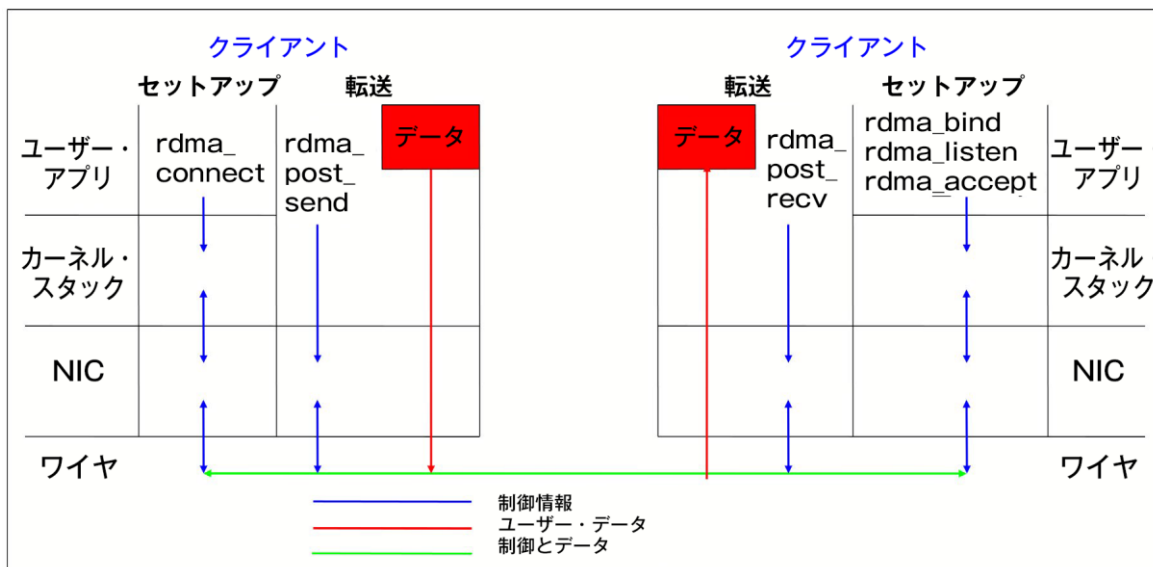 クライアント
クライアント
セットアップ
転送
転送
セットアップ
ユーザー・
アプリ
rdma_
connect
rdma_
post_
send
データ
データ
rdma_
post_
recv
rdma_bind
rdma_listen
rdma_accept
ユーザー・
アプリ
カーネル・
スタック
カーネル・
スタック
NIC
NIC
ワイヤ
ワイヤ
制御情報
ユーザー・データ
制御とデータ